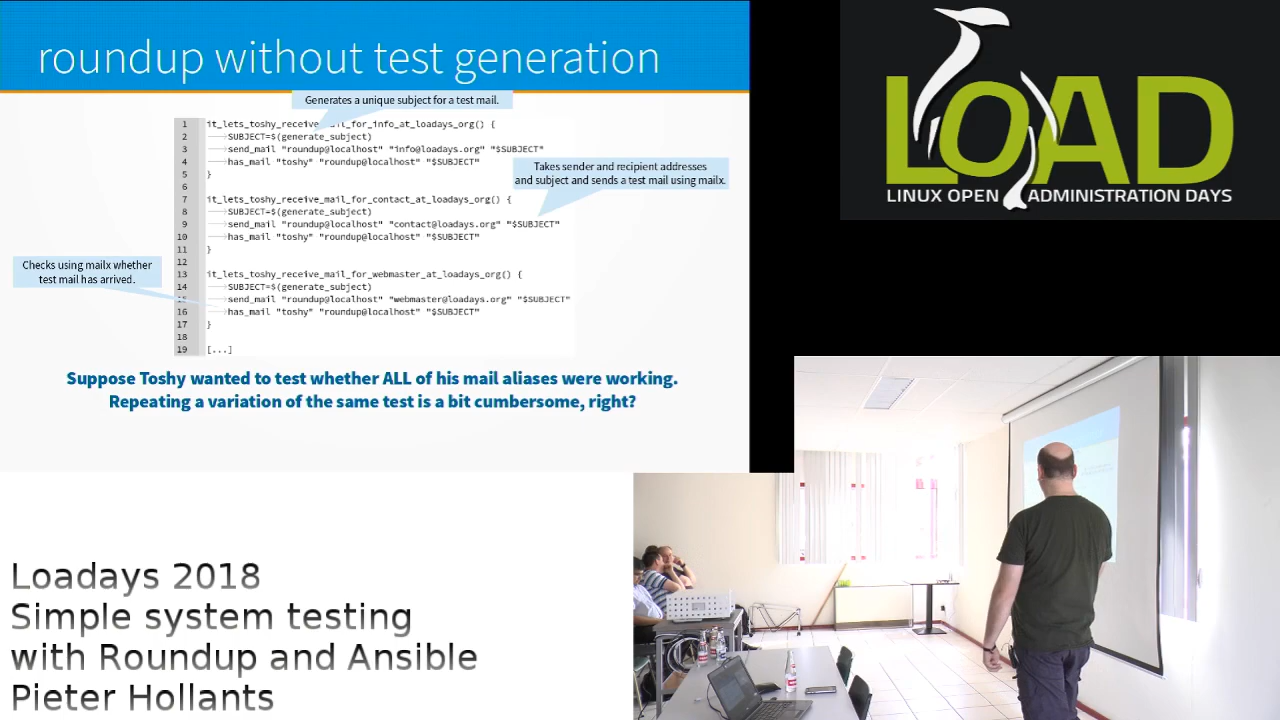 roundup without test generation
Generates a unique subject for a test mail.
1 it_lets_toshy_receive_mail_for_info_at_loadays_org() {
2 SUBJECT=$(generate_subject)
3 send_mail "roundup@localhost" "info@loadays.org" "$SUBJECT"
4 has_mail "toshy" "roundup@localhost" "$SUBJECT"
5 }
6
Takes sender and recipient addresses
and subject and sends a test mail using mailx.
7 it_lets_toshy_receive_mail_for_contact_at_loadays_org() {
8 SUBJECT=$(generate_subject)
9 send_mail "roundup@localhost" "contact@loadays.org" "$SUBJECT"
10 has_mail "toshy" "roundup@localhost" "$SUBJECT"
11 }
12
Checks using mailx whether
test mail has arrived.
13 it_lets_toshy_receive_mail_for_webmaster_at_loadays_org() {
14 SUBJECT=$(generate_subject)
15 send_mail "roundup@localhost" "webmaster@loadays.org" "$SUBJECT"
16 has_mail "toshy" "roundup@localhost" "$SUBJECT"
17 }
18
19 [...]
Suppose Toshy wanted to test whether ALL of his mail aliases were working.
Repeating a variation of the same test is a bit cumbersome, right?
LOAD
LINUX OPEN ADMINISTRATION DAYS
Loadays 2018
Simple system testing
with Roundup and Ansible
Pieter Hollants